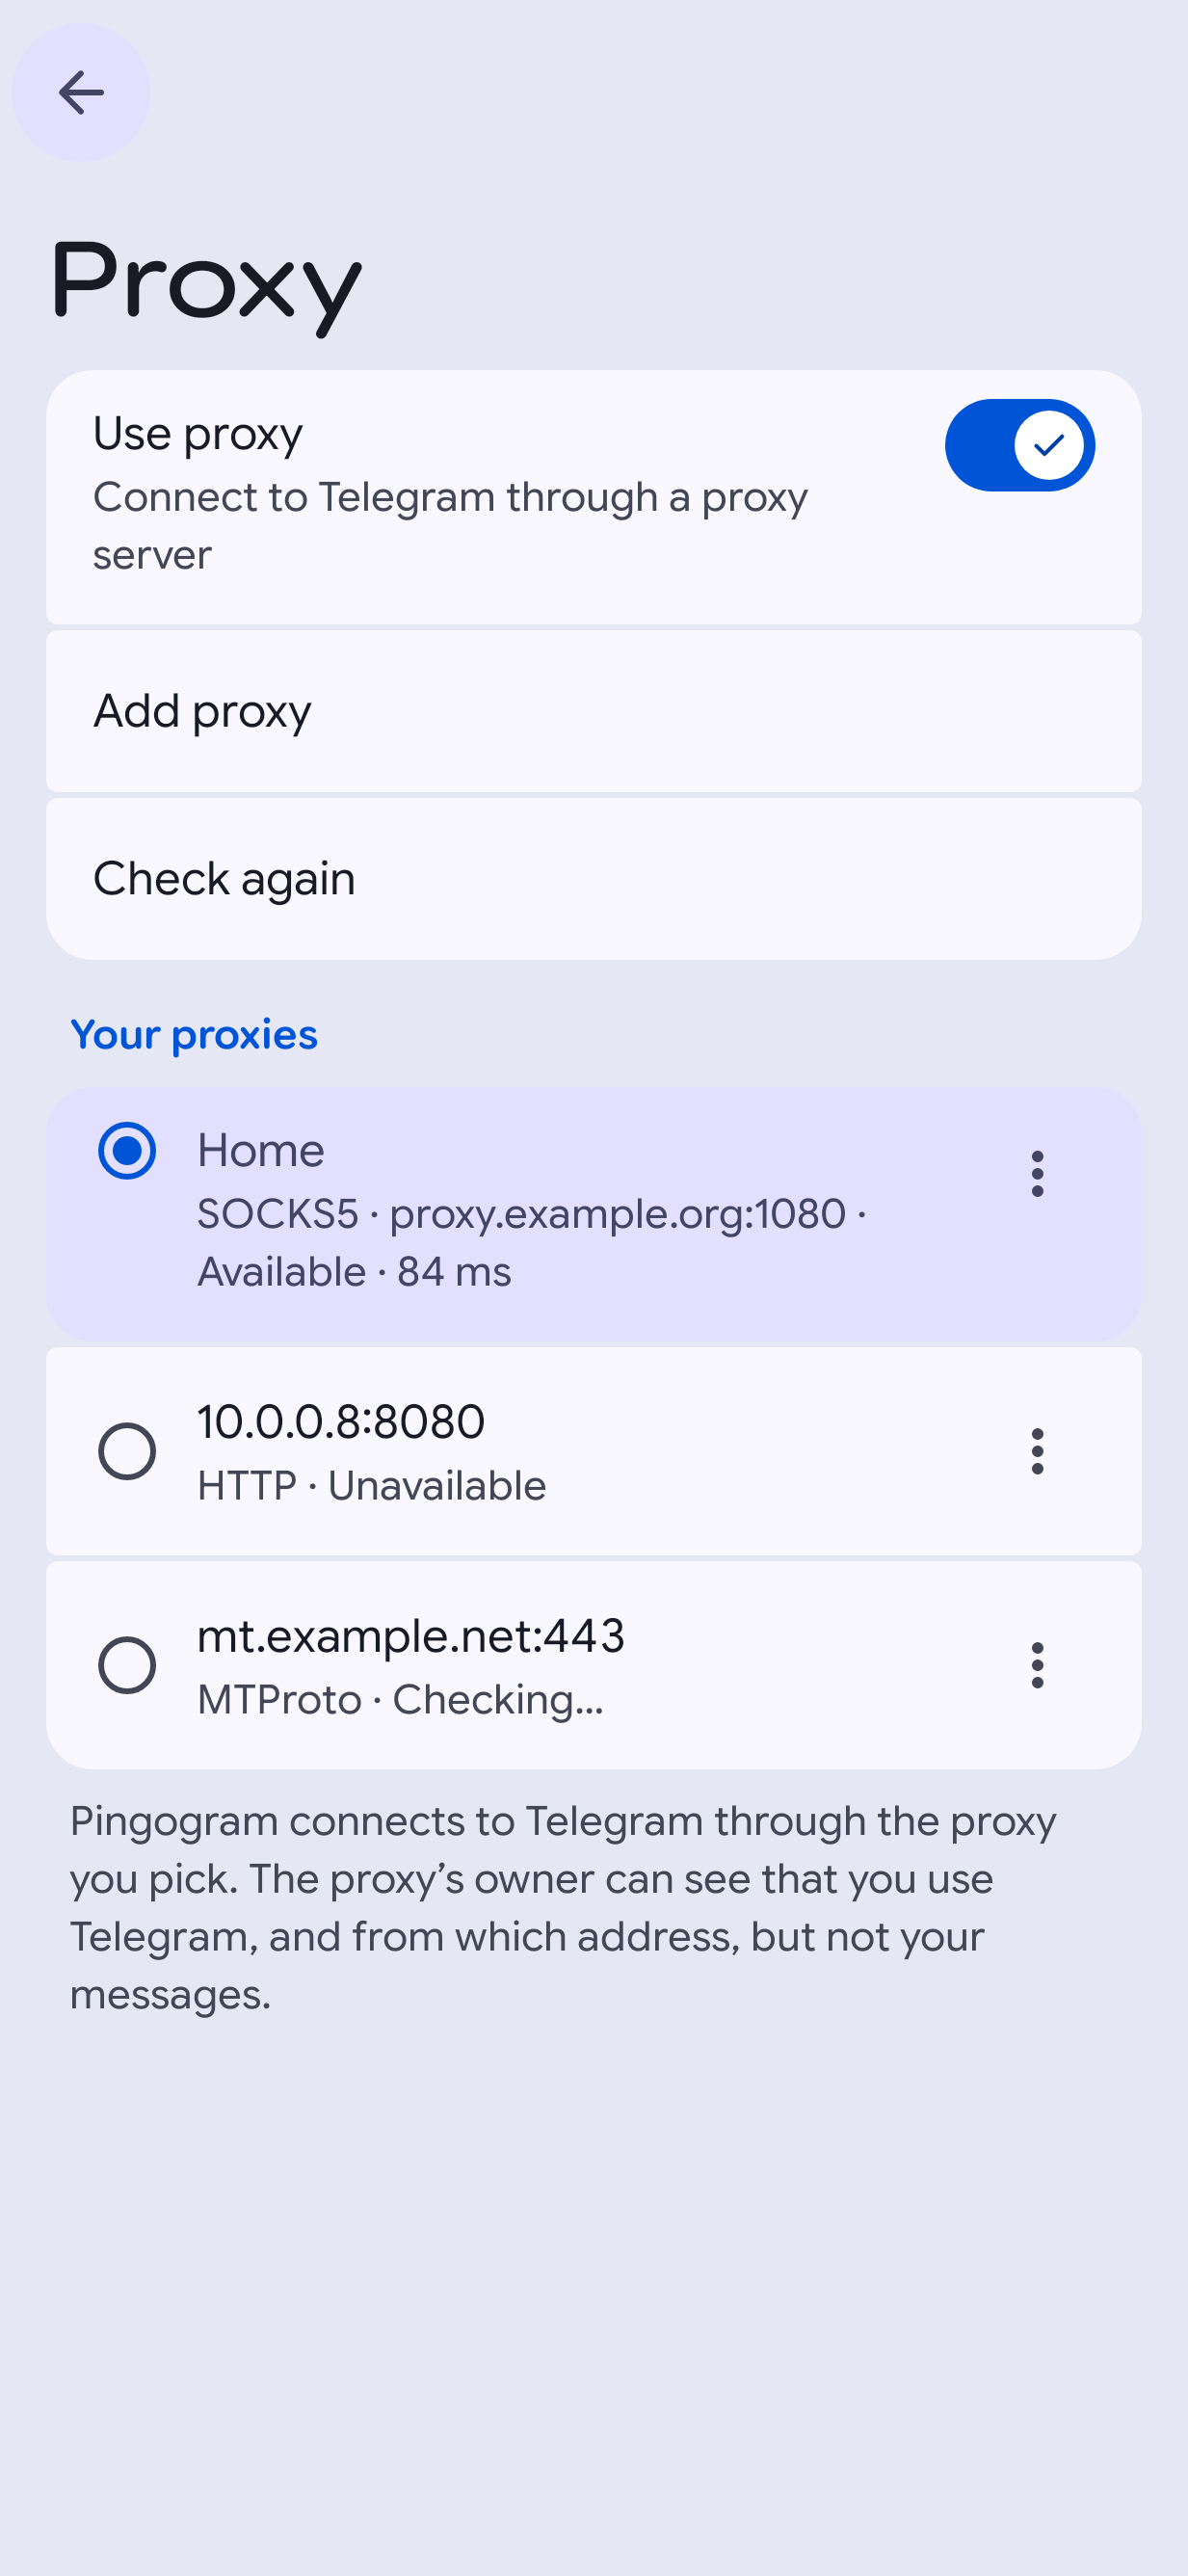 Proxy
Use proxy
Connect to Telegram through a proxy
server
Add proxy
Check again
Your proxies
Home
SOCKS5 · proxy.example.org:1080 ·
Available · 84 ms
10.0.0.8:8080
HTTP · Unavailable
mt.example.net:443
MTProto · Checking…
Pingogram connects to Telegram through the proxy
you pick. The proxy’s owner can see that you use
Telegram, and from which address, but not your
messages.